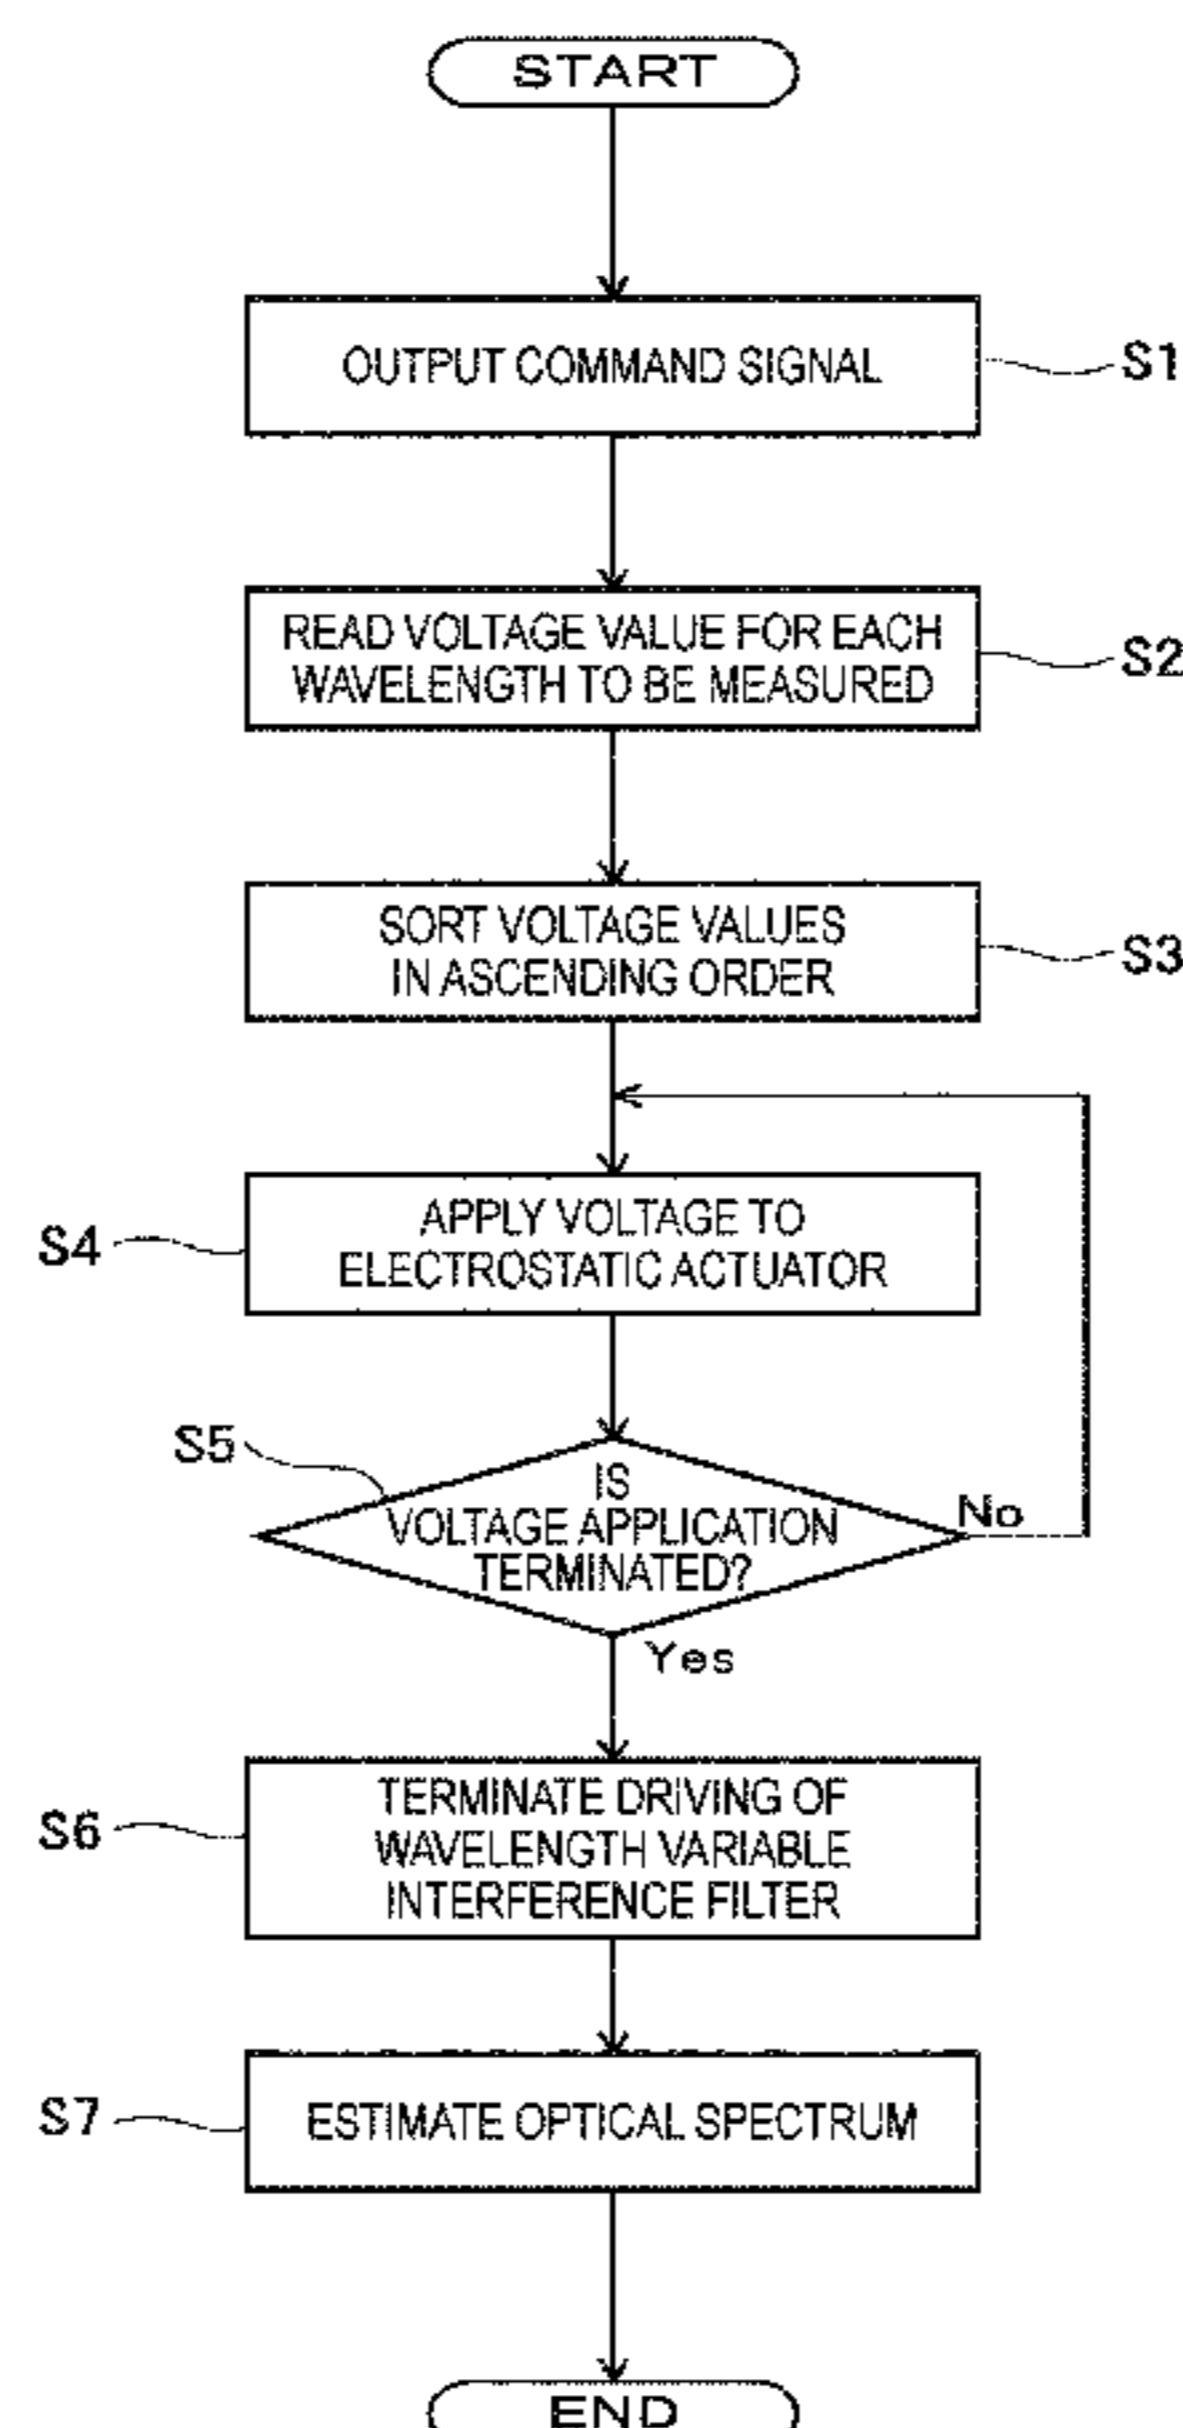 START
OUTPUT COMMAND SIGNAL
S1
READ VOLTAGE VALUE FOR EACH
WAVELENGTH TO BE MEASURED
S2
SORT VOLTAGE VALUES
IN ASCENDING ORDER
S3
S4
APPLY VOLTAGE TO
ELECTROSTATIC ACTUATOR
S5
IS
VOLTAGE APPLICATION
TERMINATED?
No
Yes
S6
TERMINATE DRIVING OF
WAVELENGTH VARIABLE
INTERFERENCE FILTER
S7
ESTIMATE OPTICAL SPECTRUM
END